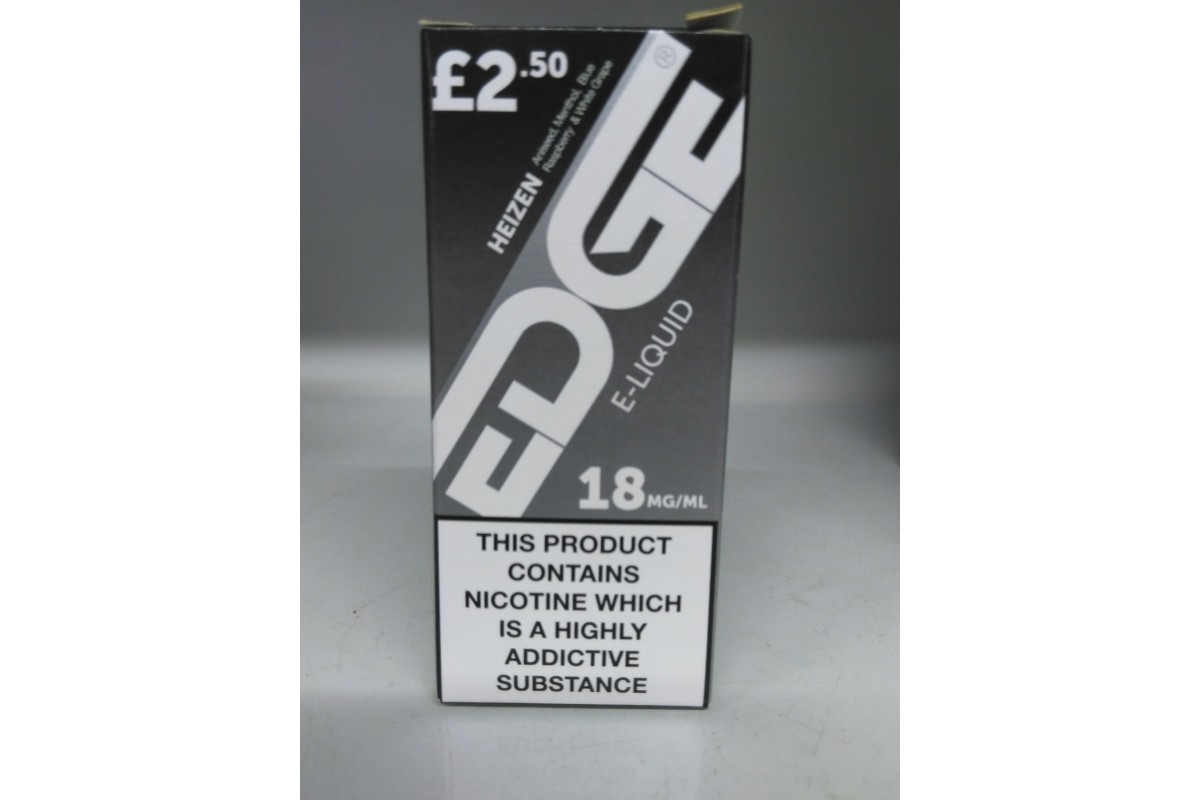 £2.50
HEIZEN
Aniseed, Menthol, Blue
Raspberry & White Grape
EDGE®
E-LIQUID
18MG/ML
THIS PRODUCT
CONTAINS
NICOTINE WHICH
IS A HIGHLY
ADDICTIVE
SUBSTANCE